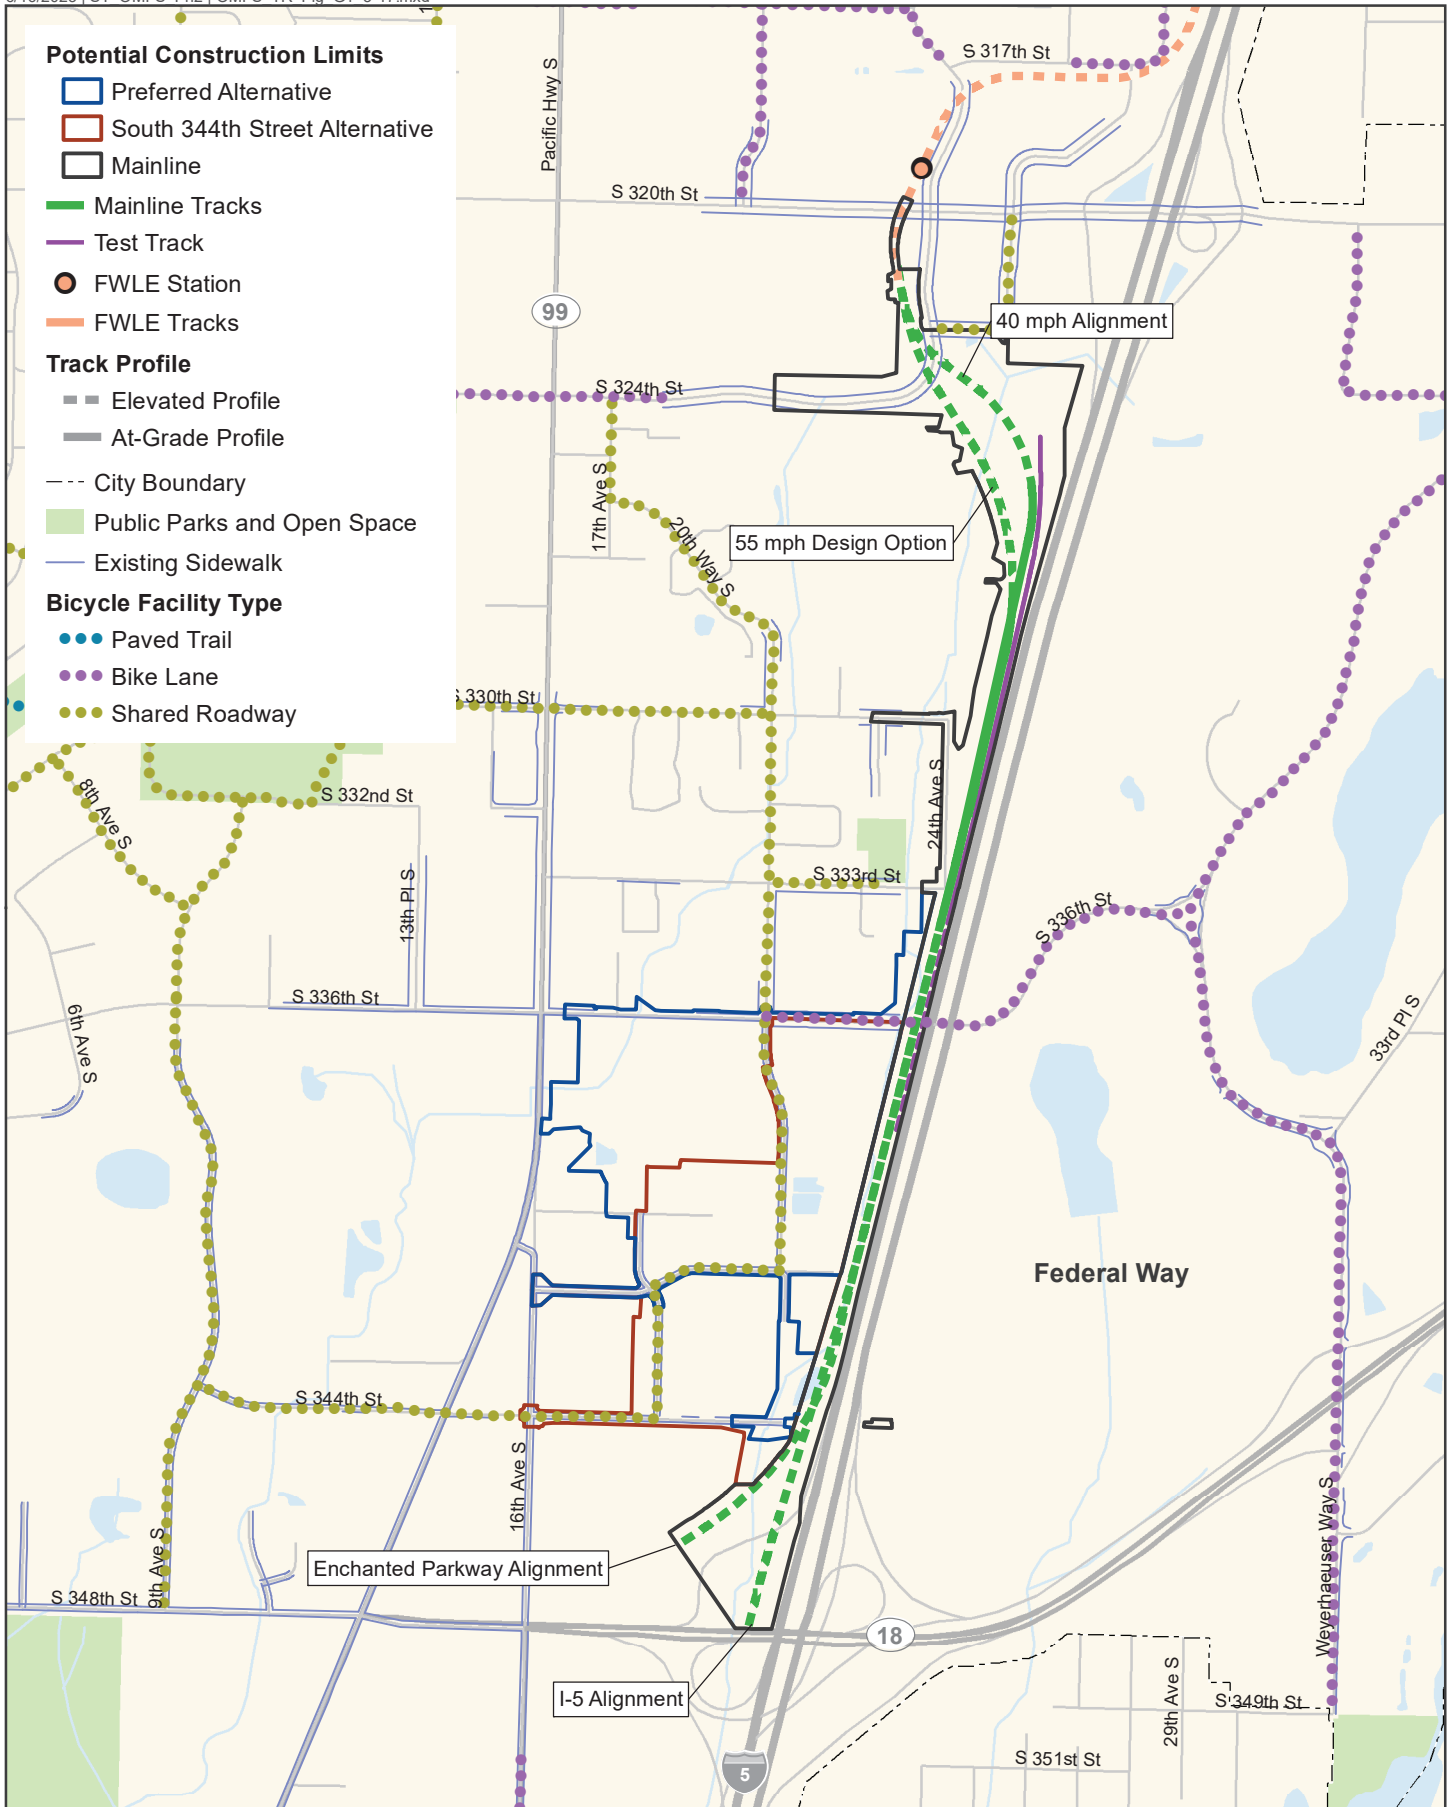 Potential Construction Limits
Preferred Alternative
South 344th Street Alternative
Mainline
Mainline Tracks
Test Track
FWLE Station
FWLE Tracks
Track Profile
Elevated Profile
At-Grade Profile
City Boundary
Public Parks and Open Space
Existing Sidewalk
Bicycle Facility Type
Paved Trail
Bike Lane
Shared Roadway
Pacific Hwy S
S 317th St
S 320th St
99
40 mph Alignment
S 324th St
17th Ave S
20th Way S
55 mph Design Option
S 330th St
S 332nd St
8th Ave S
24th Ave S
S 333rd St
13th Pl S
S 336th St
S 336th St
6th Ave S
33rd Pl S
Federal Way
S 344th St
16th Ave S
Enchanted Parkway Alignment
9th Ave S
S 348th St
18
Weyerhaeuser Way S
I-5 Alignment
29th Ave S
S 349th St
S 351st St
5